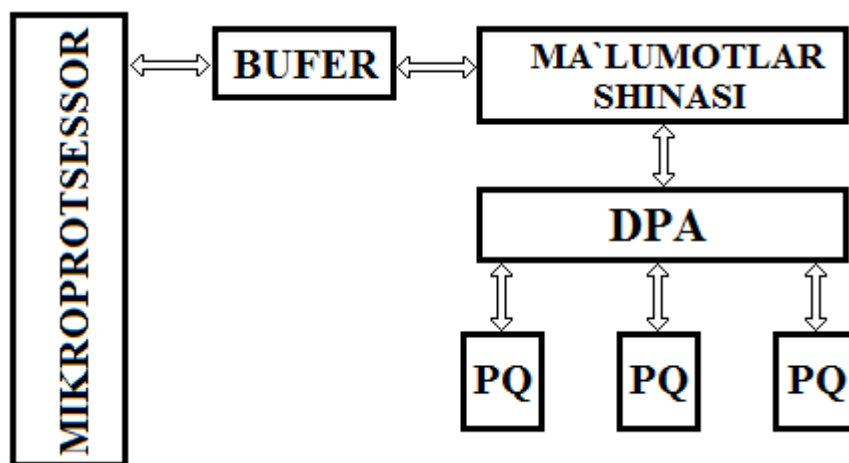 MIKROPROTSESSOR
BUFER
MA`LUMOTLAR
SHINASI
DPA
PQ
PQ
PQ